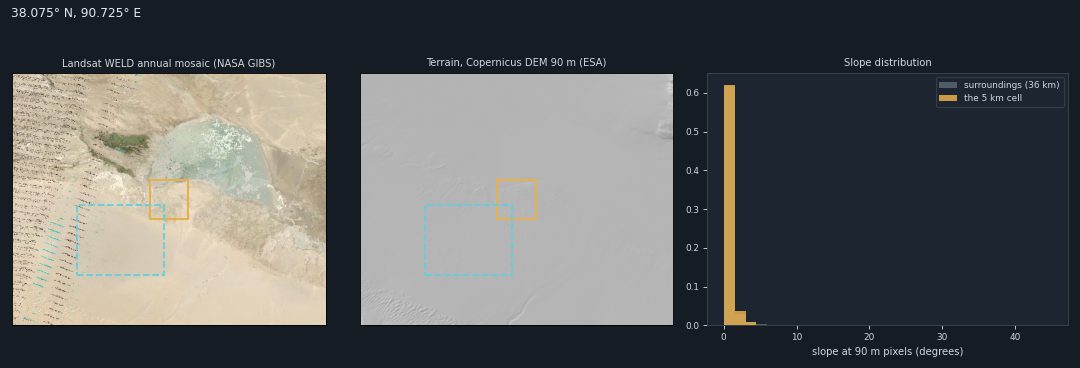 38.075° N, 90.725° E
Landsat WELD annual mosaic (NASA GIBS)
Terrain, Copernicus DEM 90 m (ESA)
Slope distribution
surroundings (36 km)
the 5 km cell
0.6
0.5
0.4
0.3
0.2
0.1
0.0
0 10 20 30 40
slope at 90 m pixels (degrees)